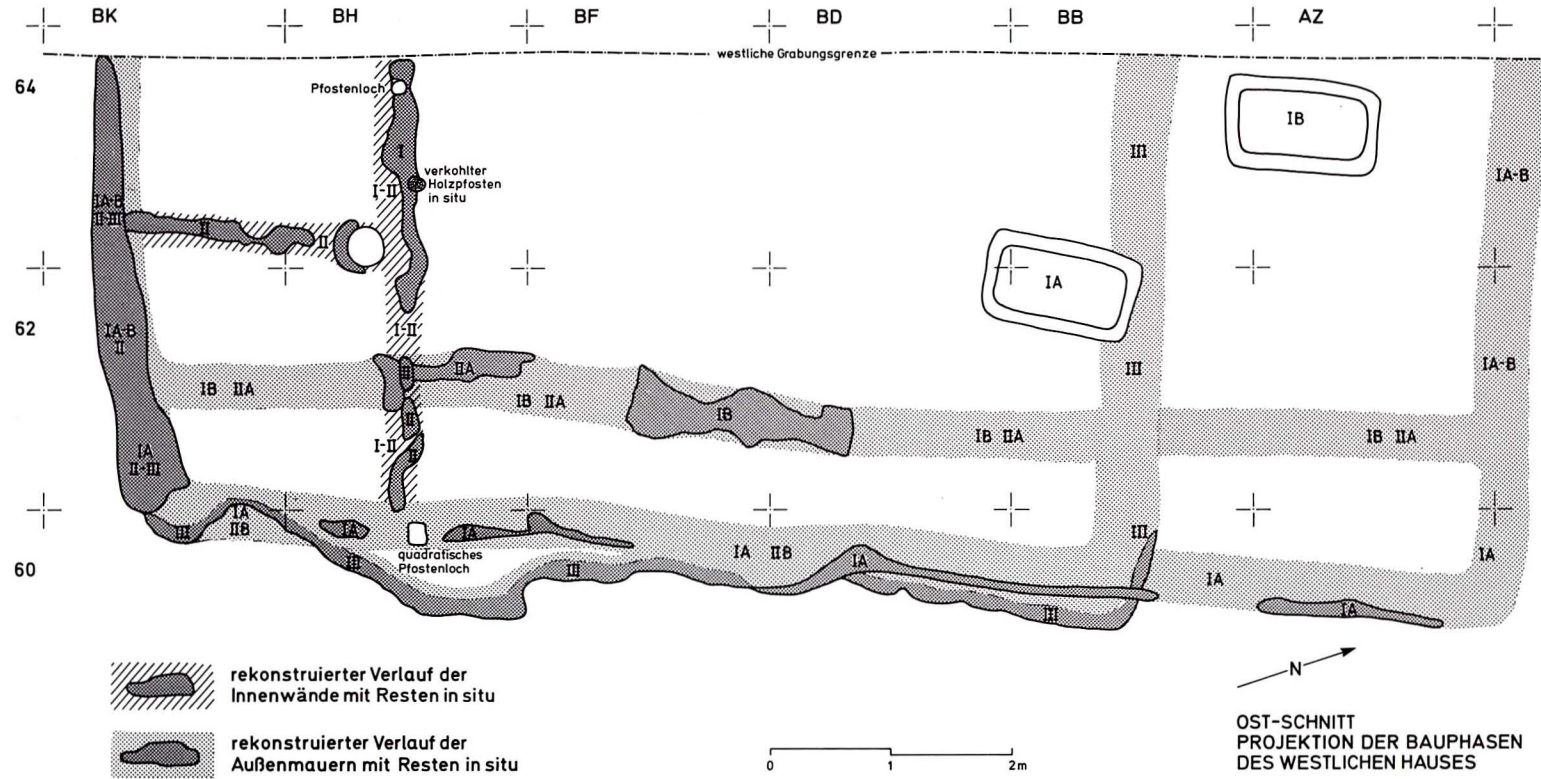 BK BH BF BD BB AZ
westliche Grabungsgrenze
64
Pfostenloch
IB
I
III
verkohlter
Holzpfosten
in situ
I-II
IA-B
IA-B
II-III
II
II
IA
62
IA-B
II
I-II
III
IA-B
II
IIA
IB IIA
IB IIA
IB
IB IIA
IB IIA
II
I-II
II
IA
II-III
III
IA
IIB
IA
IA
III
IA
60
quadratisches
Pfostenloch
III
III
IA IIB
IA
IA
III
IA
N
rekonstruierter Verlauf der
Innenwände mit Resten in situ
rekonstruierter Verlauf der
Außenmauern mit Resten in situ
0 1 2m
OST-SCHNITT
PROJEKTION DER BAUPHASEN
DES WESTLICHEN HAUSES